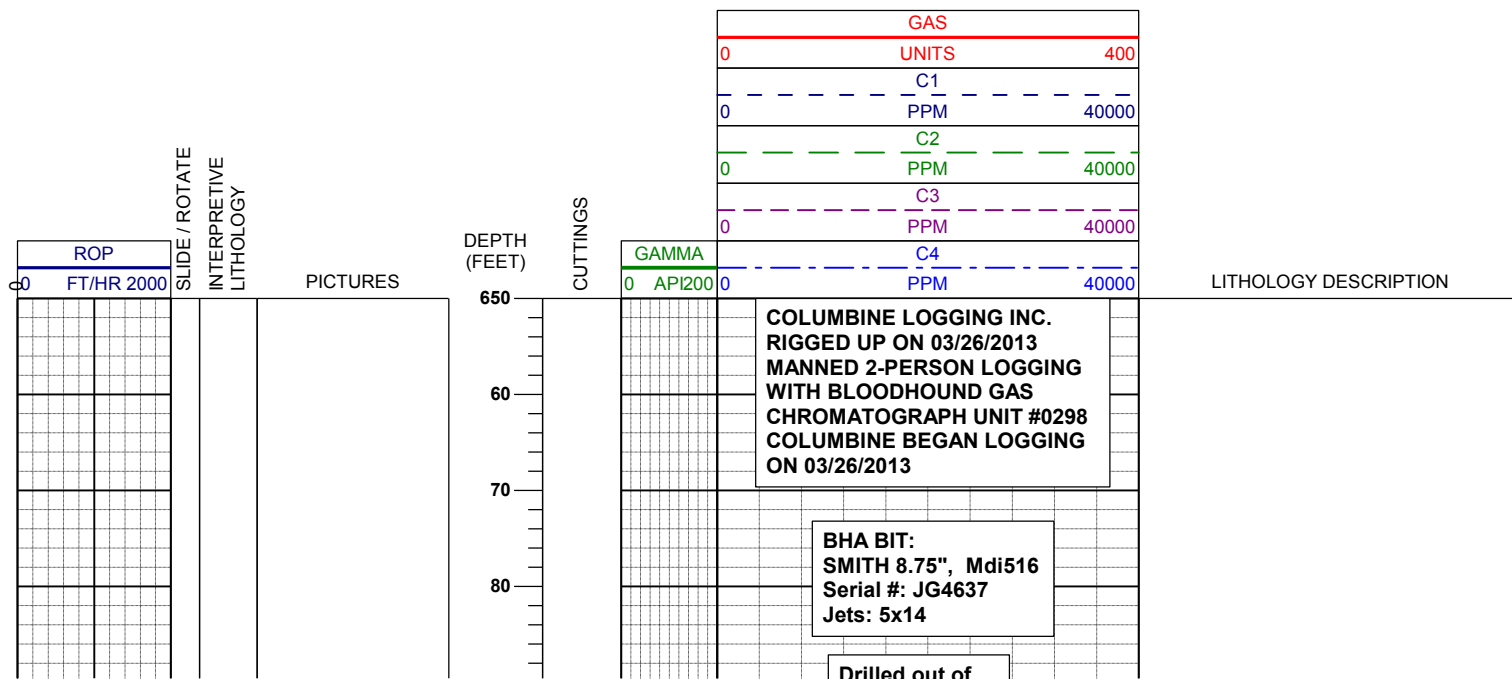 GAS
0 UNITS 400
C1
0 PPM 40000
C2
0 PPM 40000
C3
0 PPM 40000
C4
0 PPM 40000
ROP
0 FT/HR 2000
0
SLIDE / ROTATE
INTERPRETIVE
LITHOLOGY
PICTURES
DEPTH
(FEET)
CUTTINGS
GAMMA
0 API 200
LITHOLOGY DESCRIPTION
650
60
70
80
COLUMBINE LOGGING INC.
RIGGED UP ON 03/26/2013
MANNED 2-PERSON LOGGING
WITH BLOODHOUND GAS
CHROMATOGRAPH UNIT #0298
COLUMBINE BEGAN LOGGING
ON 03/26/2013
BHA BIT:
SMITH 8.75", Mdi516
Serial #: JG4637
Jets: 5x14
Drilled out of